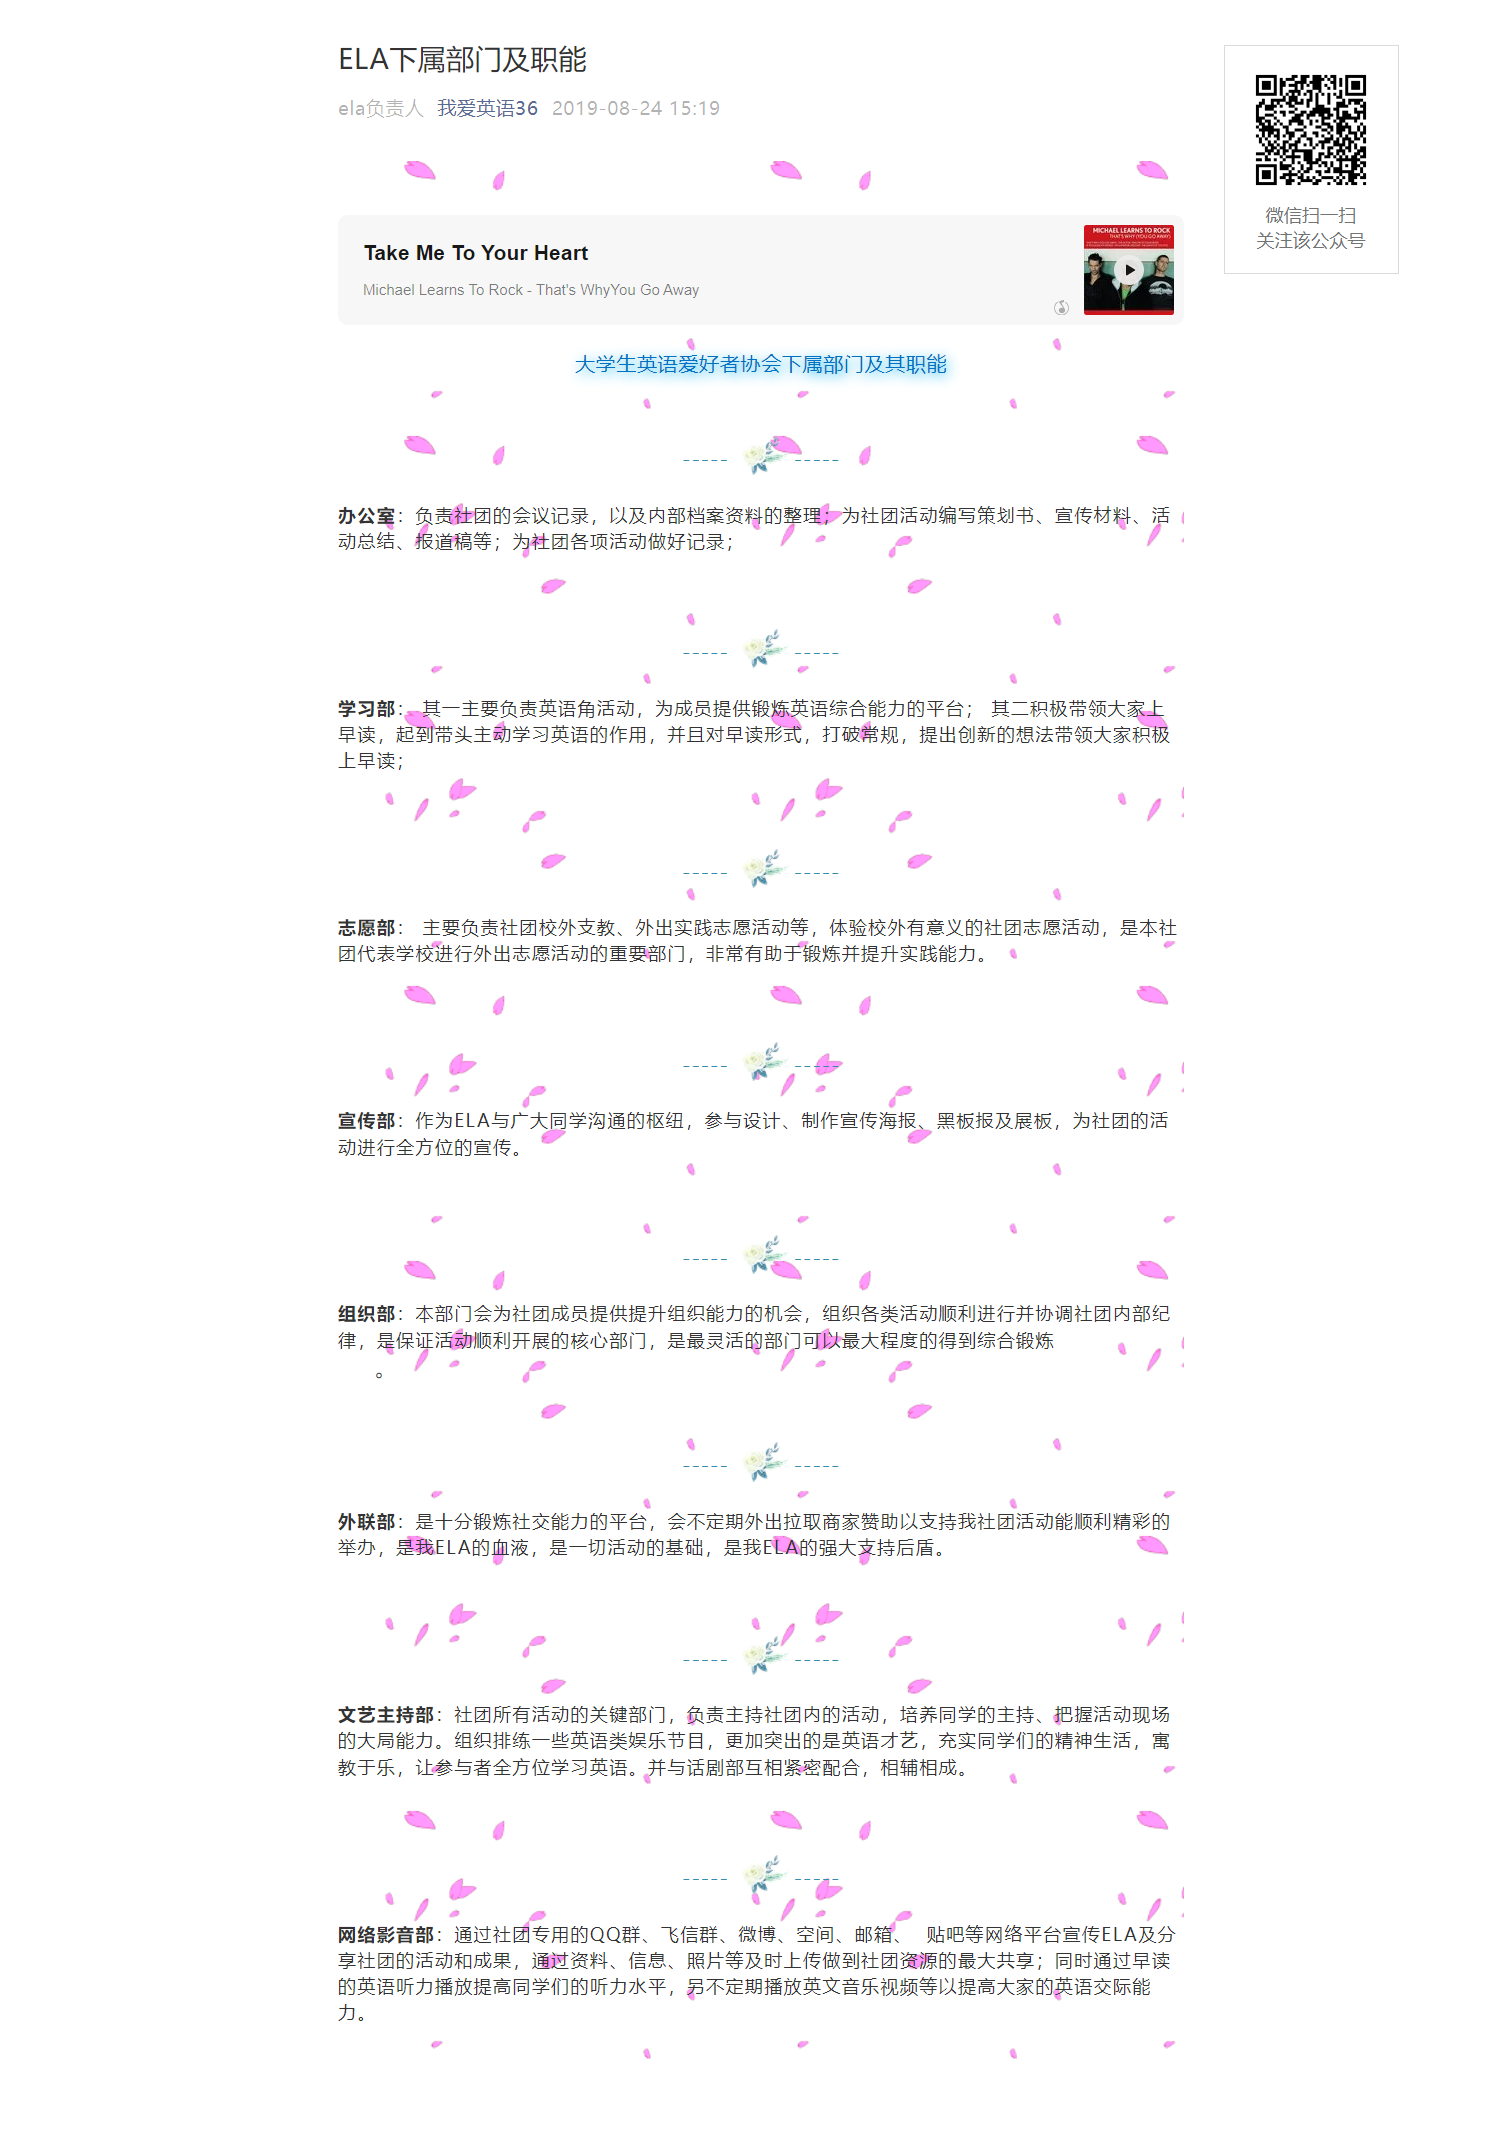 ELA下属部门及职能
ela负责人 我爱英语36 2019-08-24 15:19
微信扫一扫
关注该公众号
Take Me To Your Heart
Michael Learns To Rock - That's WhyYou Go Away
MICHAEL LEARNS TO ROCK
THAT'S WHY (YOU GO AWAY)
大学生英语爱好者协会下属部门及其职能
办公室：负责社团的会议记录，以及内部档案资料的整理；为社团活动编写策划书、宣传材料、活
动总结、报道稿等；为社团各项活动做好记录；
学习部： 其一主要负责英语角活动，为成员提供锻炼英语综合能力的平台； 其二积极带领大家上
早读，起到带头主动学习英语的作用，并且对早读形式，打破常规，提出创新的想法带领大家积极
上早读；
志愿部： 主要负责社团校外支教、外出实践志愿活动等，体验校外有意义的社团志愿活动，是本社
团代表学校进行外出志愿活动的重要部门，非常有助于锻炼并提升实践能力。
宣传部：作为ELA与广大同学沟通的枢纽，参与设计、制作宣传海报、黑板报及展板，为社团的活
动进行全方位的宣传。
组织部：本部门会为社团成员提供提升组织能力的机会，组织各类活动顺利进行并协调社团内部纪
律，是保证活动顺利开展的核心部门，是最灵活的部门可以最大程度的得到综合锻炼
。
外联部：是十分锻炼社交能力的平台，会不定期外出拉取商家赞助以支持我社团活动能顺利精彩的
举办，是我ELA的血液，是一切活动的基础，是我ELA的强大支持后盾。
文艺主持部：社团所有活动的关键部门，负责主持社团内的活动，培养同学的主持、把握活动现场
的大局能力。组织排练一些英语类娱乐节目，更加突出的是英语才艺，充实同学们的精神生活，寓
教于乐，让参与者全方位学习英语。并与话剧部互相紧密配合，相辅相成。
网络影音部：通过社团专用的QQ群、飞信群、微博、空间、邮箱、 贴吧等网络平台宣传ELA及分
享社团的活动和成果，通过资料、信息、照片等及时上传做到社团资源的最大共享；同时通过早读
的英语听力播放提高同学们的听力水平，另不定期播放英文音乐视频等以提高大家的英语交际能
力。